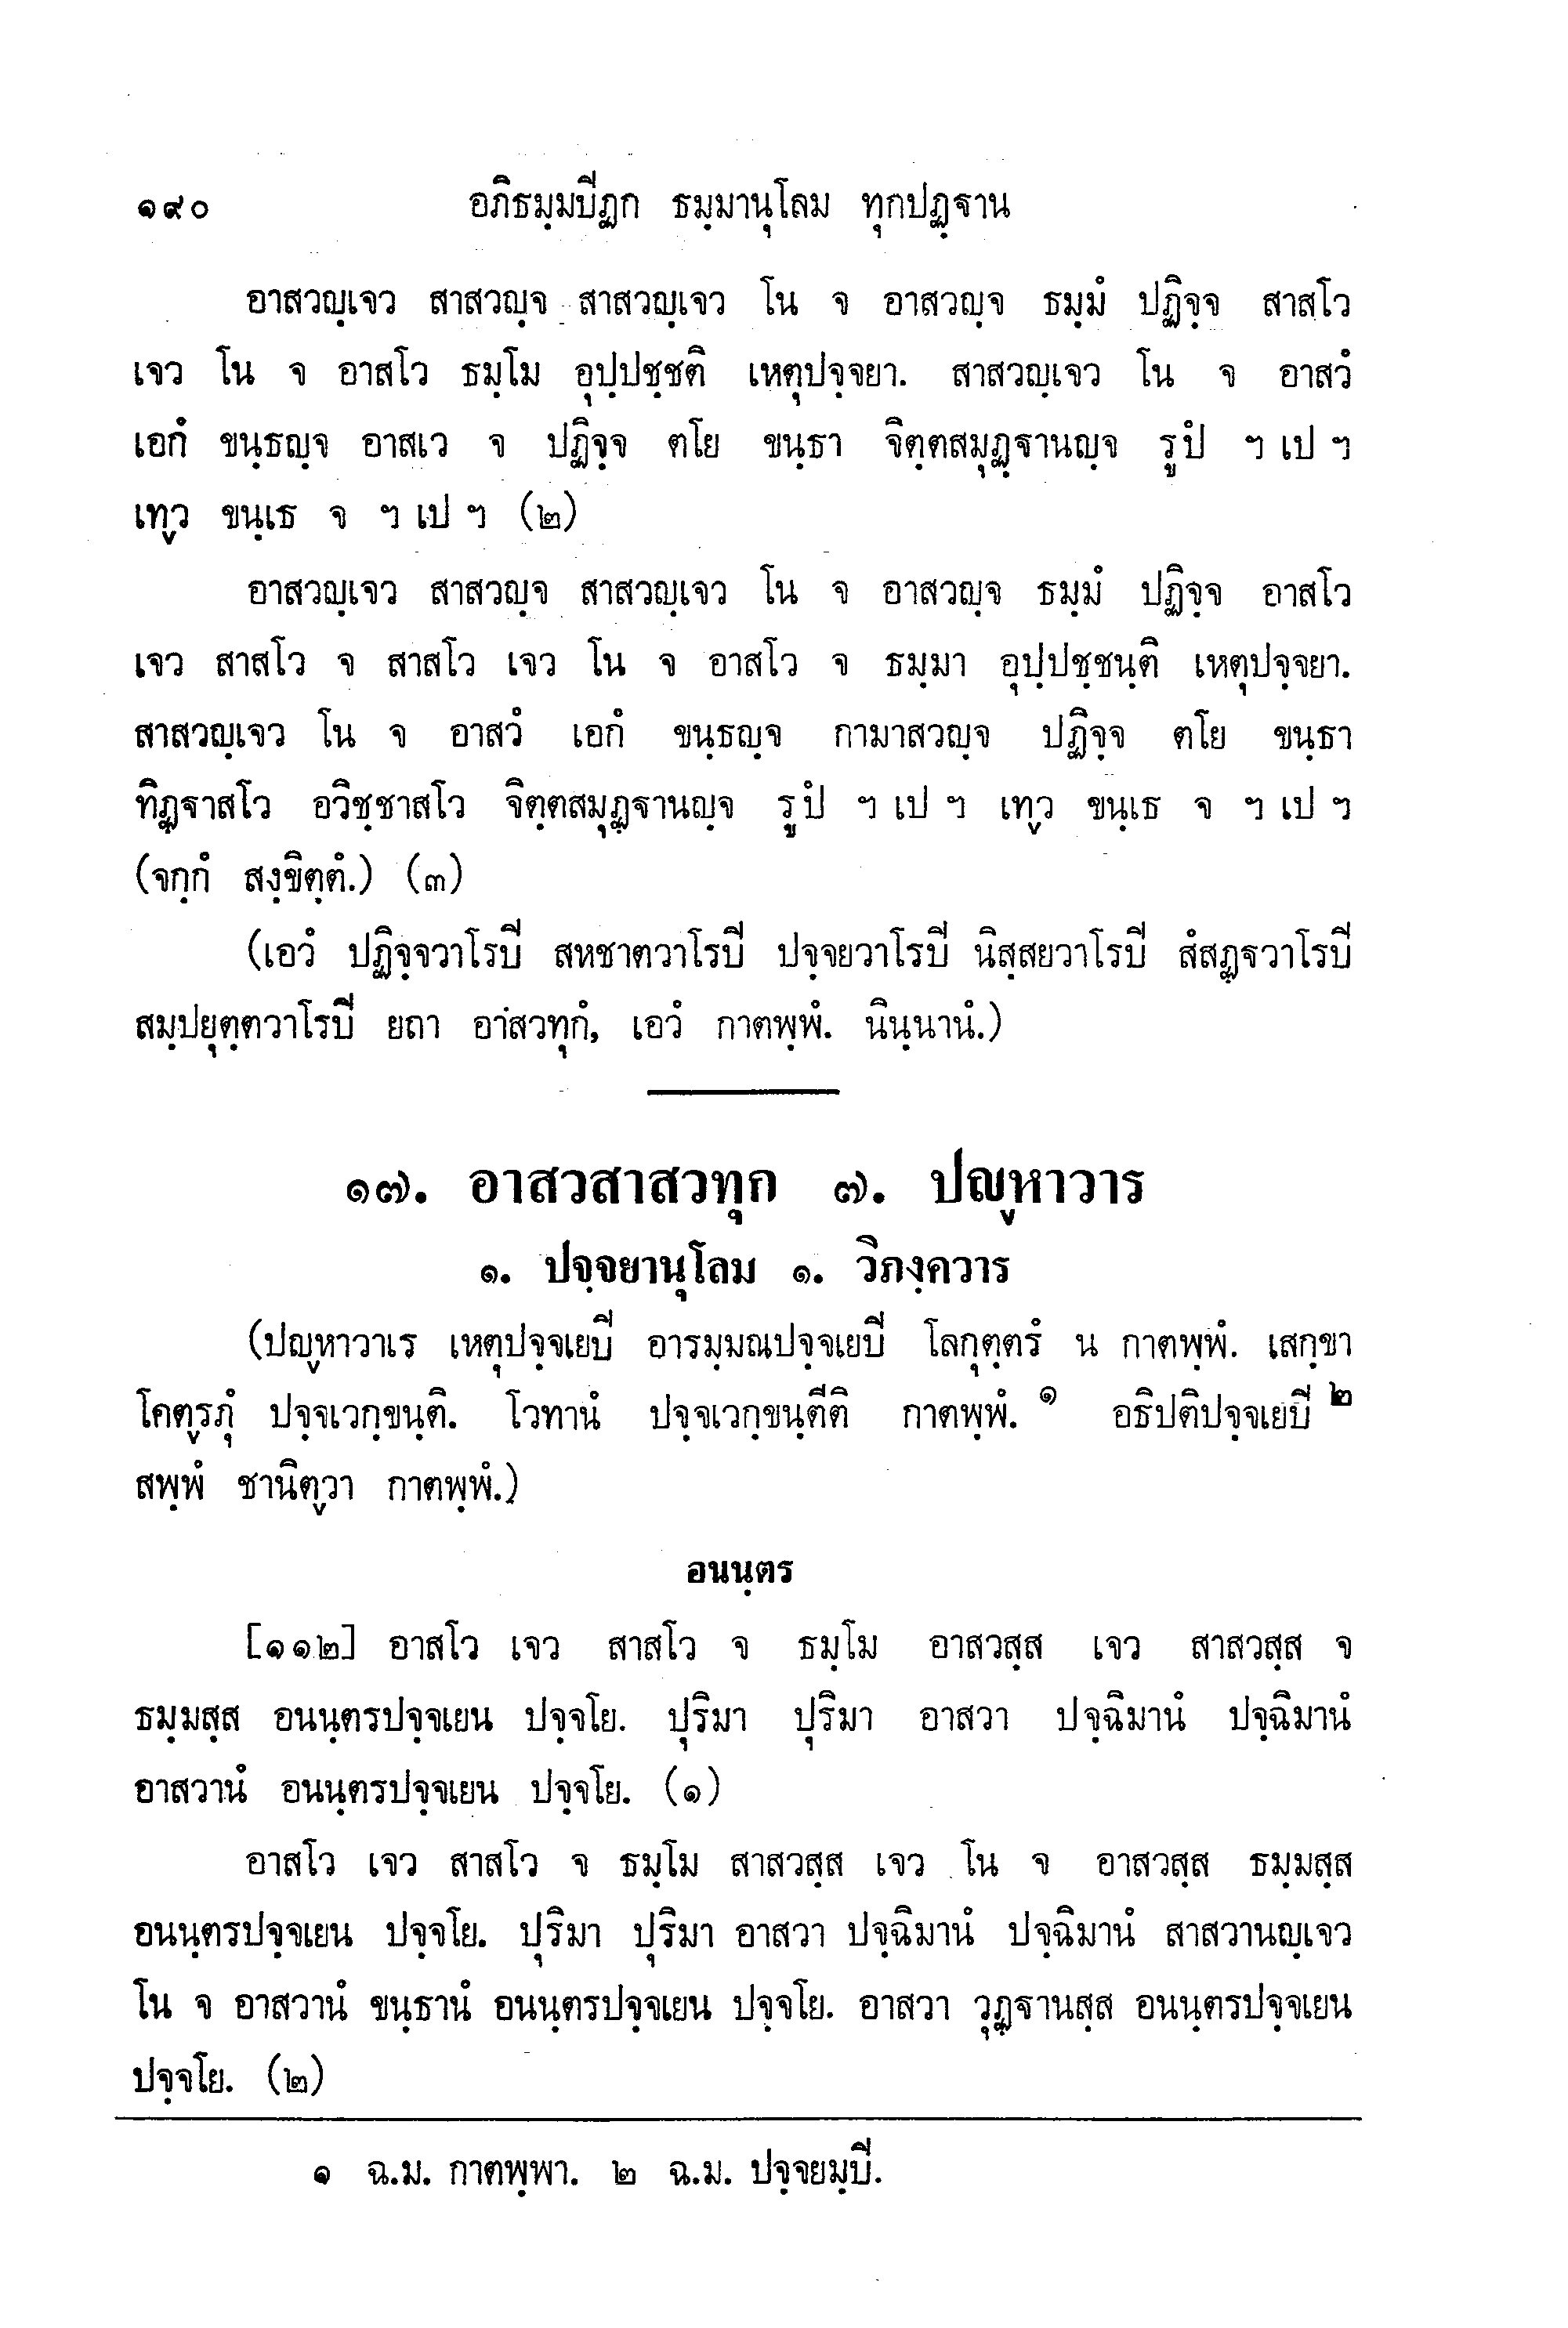 ๑๙๐ อภิธมฺมปีฏก ธมฺมานุโลม ทุกปฏฺฐาน
อาสวญฺเจว สาสวญฺจ สาสวญฺเจว โน จ อาสวญฺจ ธมฺมํ ปฏิจฺจ สาสโว
เจว โน จ อาสโว ธมฺโม อุปฺปชฺชติ เหตุปจฺจยา. สาสวญฺเจว โน จ อาสวํ
เอกํ ขนฺธญฺจ อาสเว จ ปฏิจฺจ ตโย ขนฺธา จิตฺตสมุฏฺฐานญฺจ รูปํ ฯ เป ฯ
เทฺว ขนฺเธ จ ฯ เป ฯ (๒)
อาสวญฺเจว สาสวญฺจ สาสวญฺเจว โน จ อาสวญฺจ ธมฺมํ ปฏิจฺจ อาสโว
เจว สาสโว จ สาสโว เจว โน จ อาสโว จ ธมฺมา อุปฺปชฺชนฺติ เหตุปจฺจยา.
สาสวญฺเจว โน จ อาสวํ เอกํ ขนฺธญฺจ กามาสวญฺจ ปฏิจฺจ ตโย ขนฺธา
ทิฏฺฐาสโว อวิชฺชาสโว จิตฺตสมุฏฺฐานญฺจ รูปํ ฯ เป ฯ เทฺว ขนฺเธ จ ฯ เป ฯ
(จกฺกํ สงฺขิตฺตํ.) (๓)
(เอวํ ปฏิจฺจวาโรปี สหชาตวาโรปี ปจฺจยวาโรปี นิสฺสยวาโรปี สํสฏฺฐวาโรปี
สมฺปยุตฺตวาโรปี ยถา อาสวทุกํ, เอวํ กาตพฺพํ. นินฺนานํ.)
๑๗. อาสวสาสวทุก ๗. ปญฺหาวาร
๑. ปจฺจยานุโลม ๑. วิภงฺควาร
(ปญฺหาวาเร เหตุปจฺจเยปี อารมฺมณปจฺจเยปี โลกุตฺตรํ น กาตพฺพํ. เสกฺขา
โคตฺรภุํ ปจฺจเวกฺขนฺติ. โวทานํ ปจฺจเวกฺขนฺตีติ กาตพฺพํ. ๑ อธิปติปจฺจเยปี ๒
สพฺพํ ชานิตฺวา กาตพฺพํ.)
อนนฺตร
[๑๑๒] อาสโว เจว สาสโว จ ธมฺโม อาสวสฺส เจว สาสวสฺส จ
ธมฺมสฺส อนนฺตรปจฺจเยน ปจฺจโย. ปุริมา ปุริมา อาสวา ปจฺฉิมานํ ปจฺฉิมานํ
อาสวานํ อนนฺตรปจฺจเยน ปจฺจโย. (๑)
อาสโว เจว สาสโว จ ธมฺโม สาสวสฺส เจว โน จ อาสวสฺส ธมฺมสฺส
อนนฺตรปจฺจเยน ปจฺจโย. ปุริมา ปุริมา อาสวา ปจฺฉิมานํ ปจฺฉิมานํ สาสวานญฺเจว
โน จ อาสวานํ ขนฺธานํ อนนฺตรปจฺจเยน ปจฺจโย. อาสวา วุฏฺฐานสฺส อนนฺตรปจฺจเยน
ปจฺจโย. (๒)
๑ ฉ.ม. กาตพฺพา. ๒ ฉ.ม. ปจฺจยมฺปี.